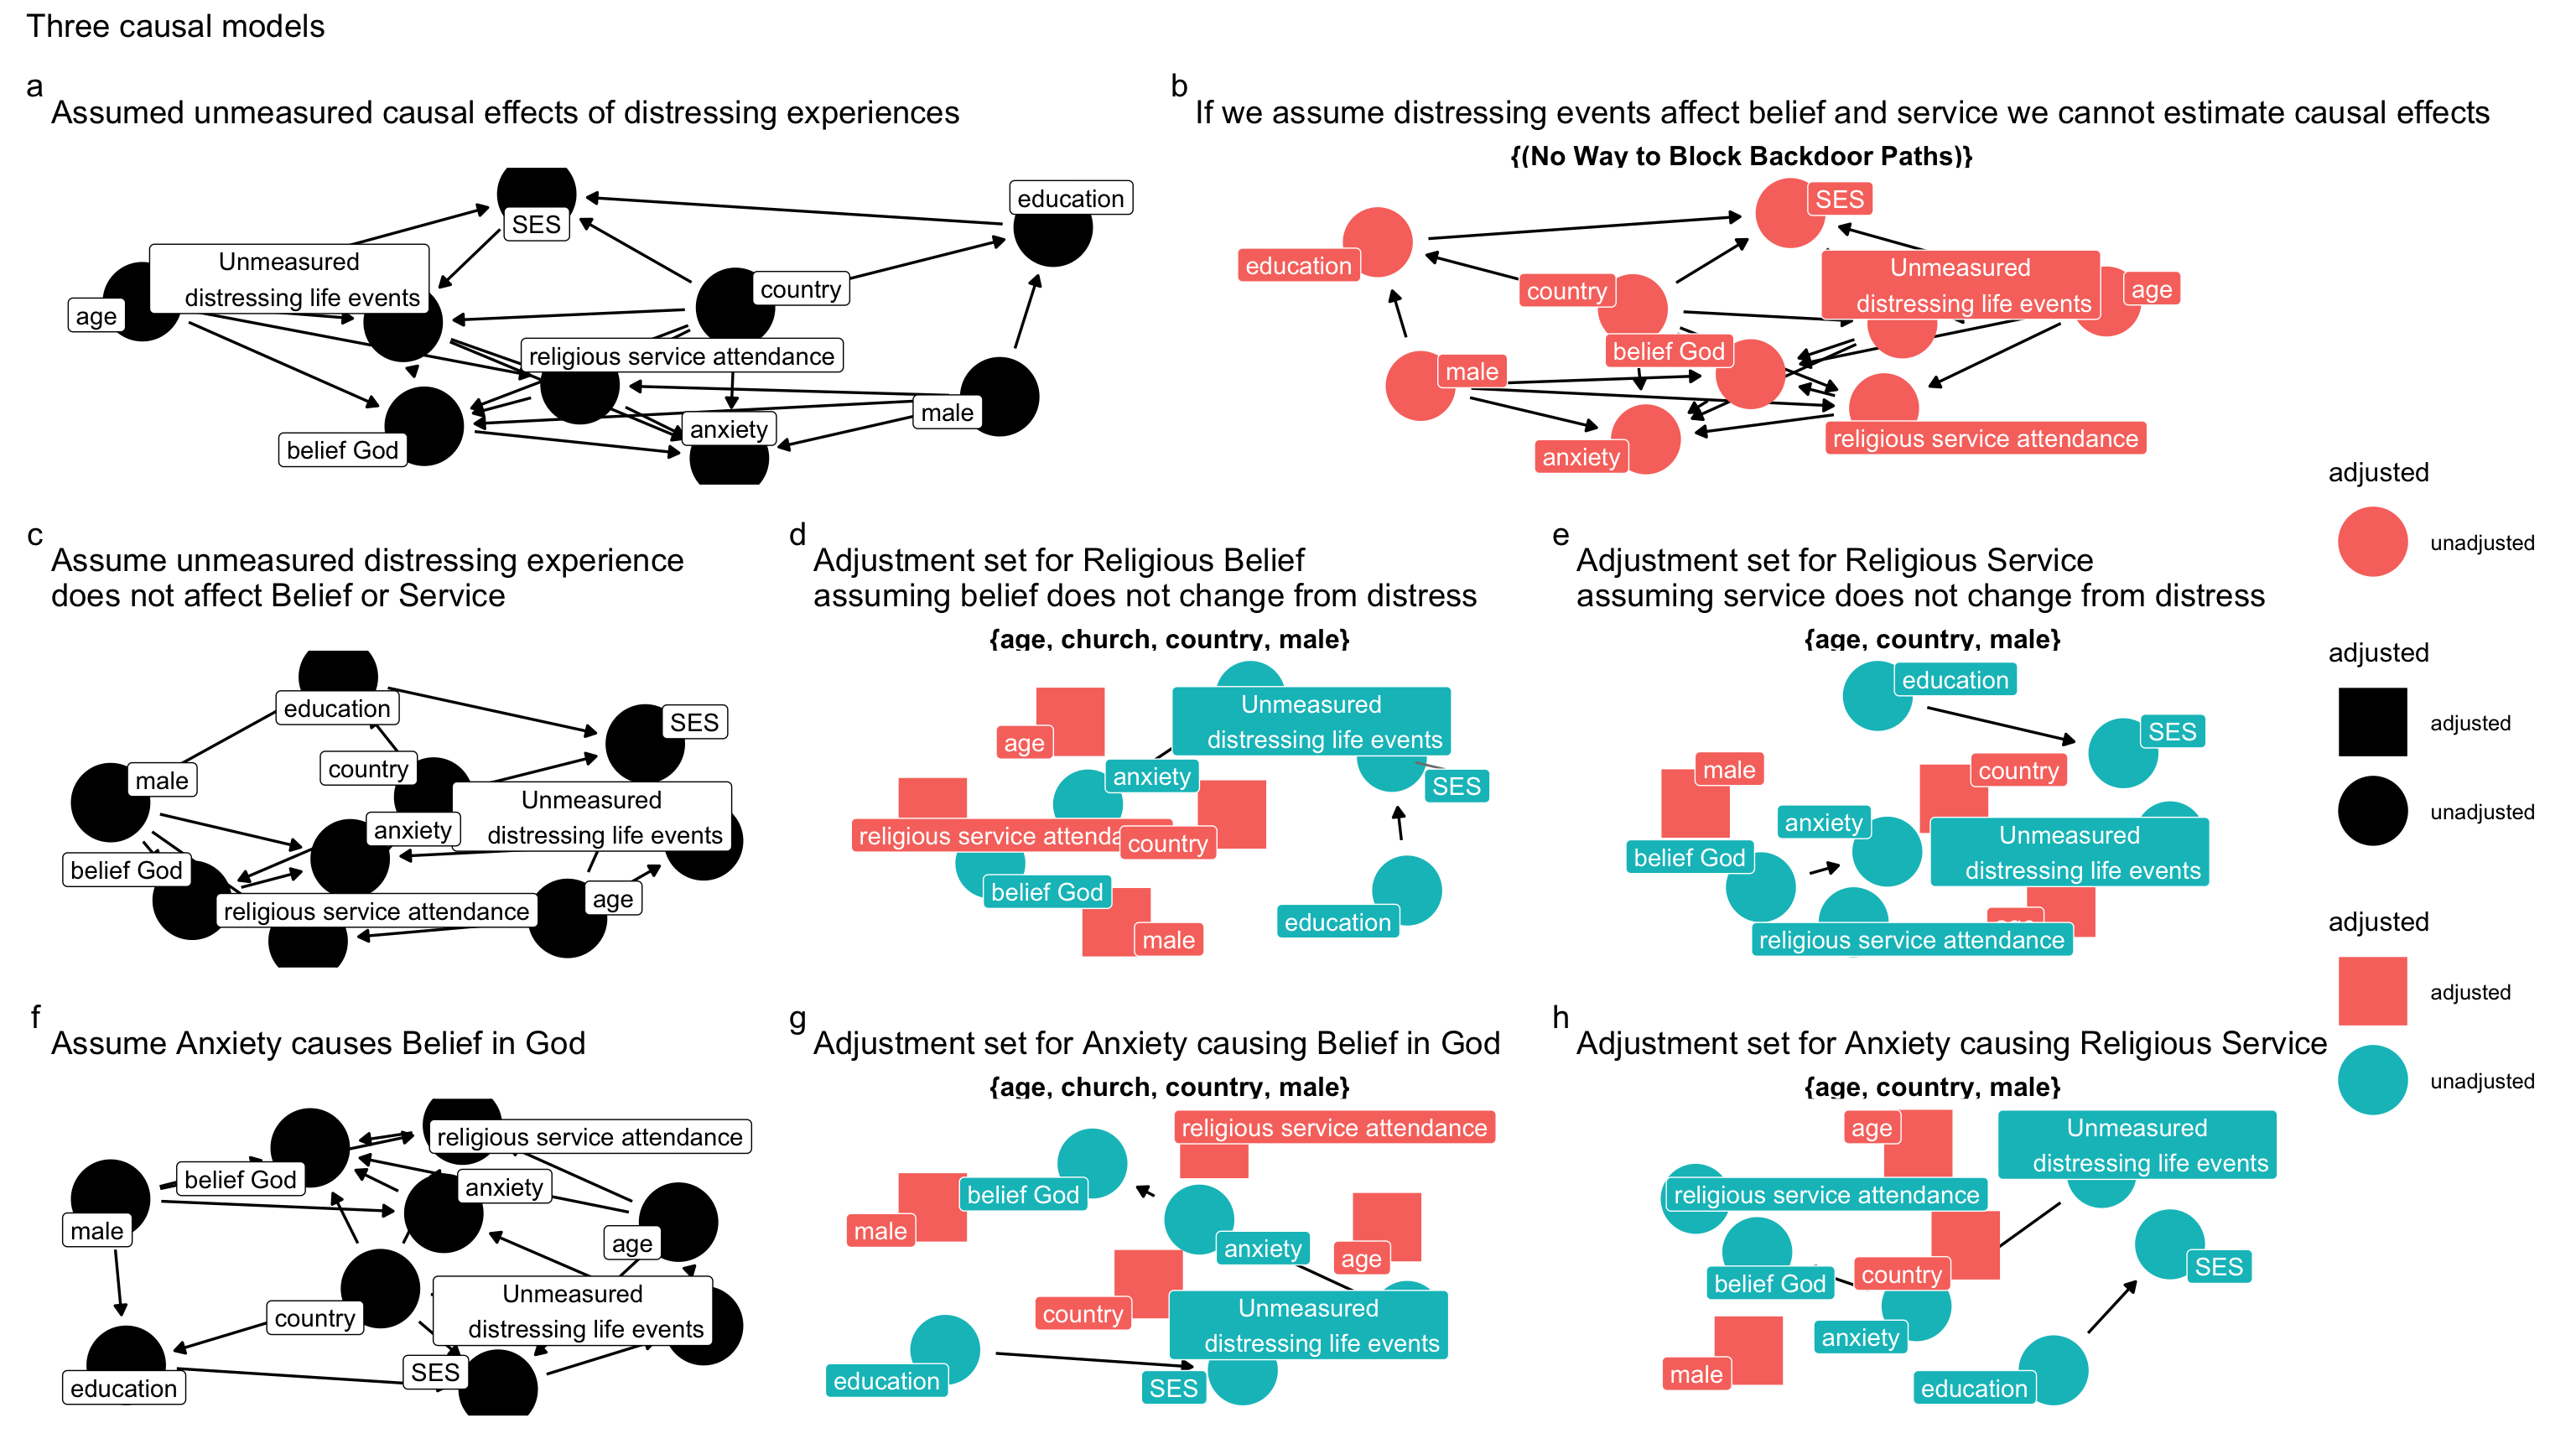 Three causal models
a
Assumed unmeasured causal effects of distressing experiences
SES
education
Unmeasured
distressing life events
country
age
religious service attendance
male
anxiety
belief God
b
If we assume distressing events affect belief and service we cannot estimate causal effects
{(No Way to Block Backdoor Paths)}
SES
education
Unmeasured
distressing life events
country
age
belief God
male
religious service attendance
anxiety
adjusted
unadjusted
adjusted
adjusted
unadjusted
adjusted
adjusted
unadjusted
c
Assume unmeasured distressing experience
does not affect Belief or Service
education
SES
country
male
Unmeasured
distressing life events
anxiety
belief God
age
religious service attendance
d
Adjustment set for Religious Belief
assuming belief does not change from distress
{age, church, country, male}
Unmeasured
distressing life events
age
anxiety
SES
religious service attenda
country
belief God
education
male
e
Adjustment set for Religious Service
assuming service does not change from distress
{age, country, male}
education
SES
male
country
anxiety
Unmeasured
distressing life events
belief God
age
religious service attendance
f
Assume Anxiety causes Belief in God
religious service attendance
belief God
anxiety
male
age
Unmeasured
distressing life events
country
SES
education
g
Adjustment set for Anxiety causing Belief in God
{age, church, country, male}
religious service attendance
belief God
male
anxiety
age
country
Unmeasured
distressing life events
education
SES
h
Adjustment set for Anxiety causing Religious Service
{age, country, male}
age
Unmeasured
distressing life events
religious service attendance
SES
country
belief God
anxiety
male
education